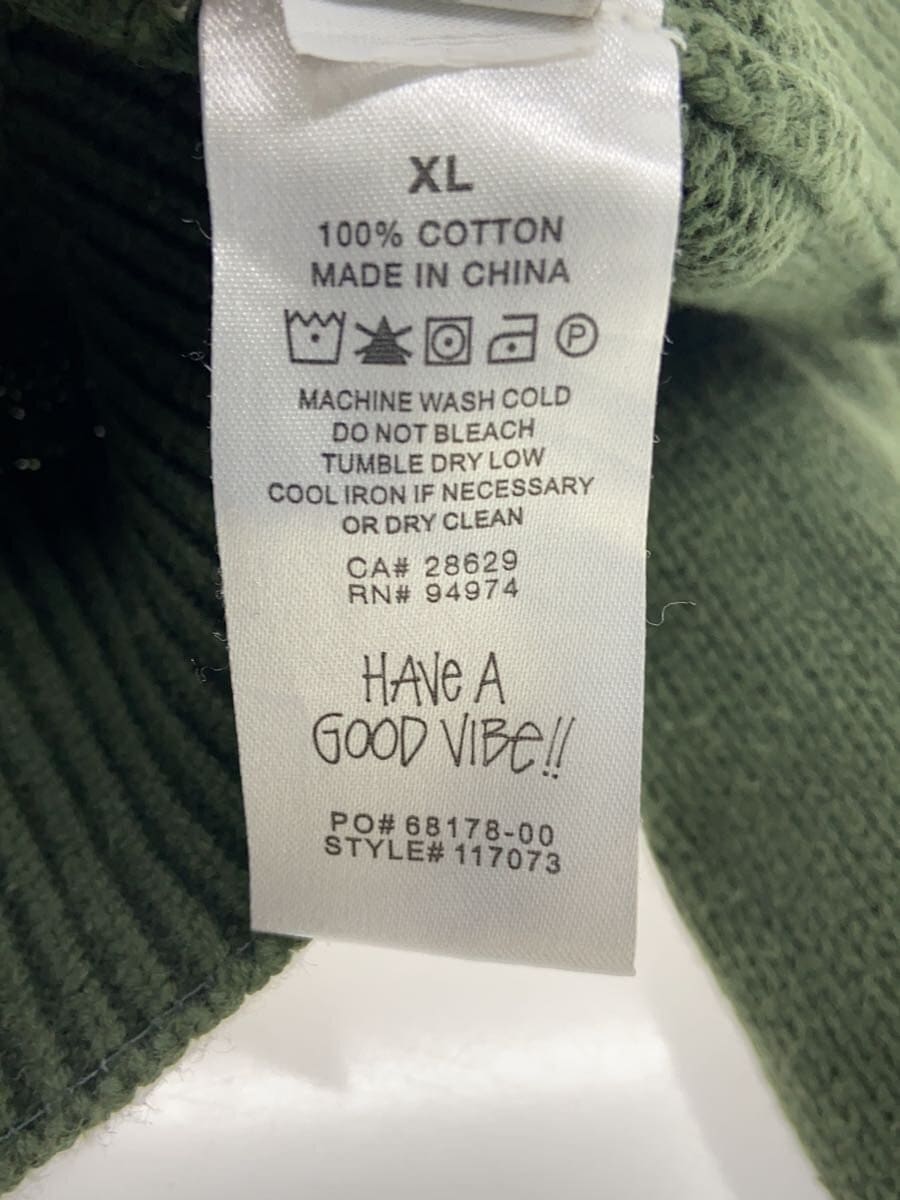 XL
100% COTTON
MADE IN CHINA
P
MACHINE WASH COLD
DO NOT BLEACH
TUMBLE DRY LOW
COOL IRON IF NECESSARY
OR DRY CLEAN
CA# 28629
RN# 94974
HAVe A
GOOD VIBe!!
PO# 68178-00
STYLE# 117073